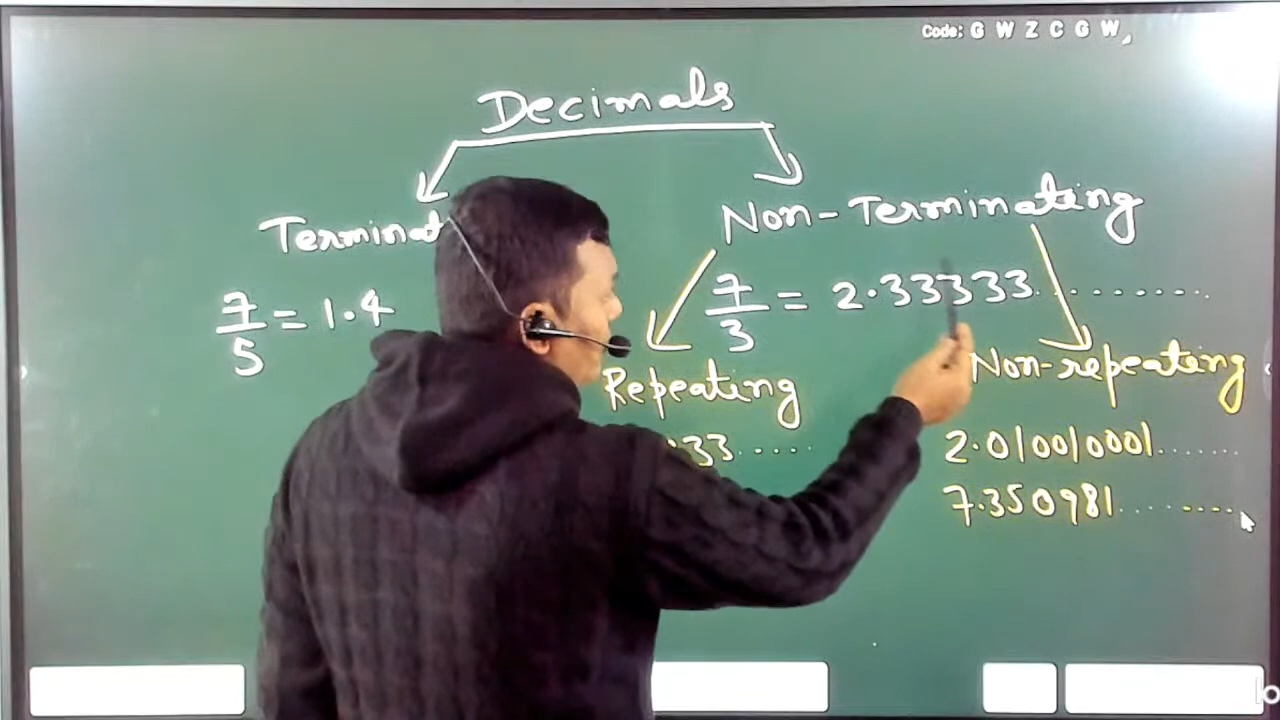 Code: G W Z C G W
Decimals
Non-Terminating
7/5 = 1.4
7/3 = 2.33333..........
Repeating
Non-repeating
33.....
2.010010001.......
7.350981.........